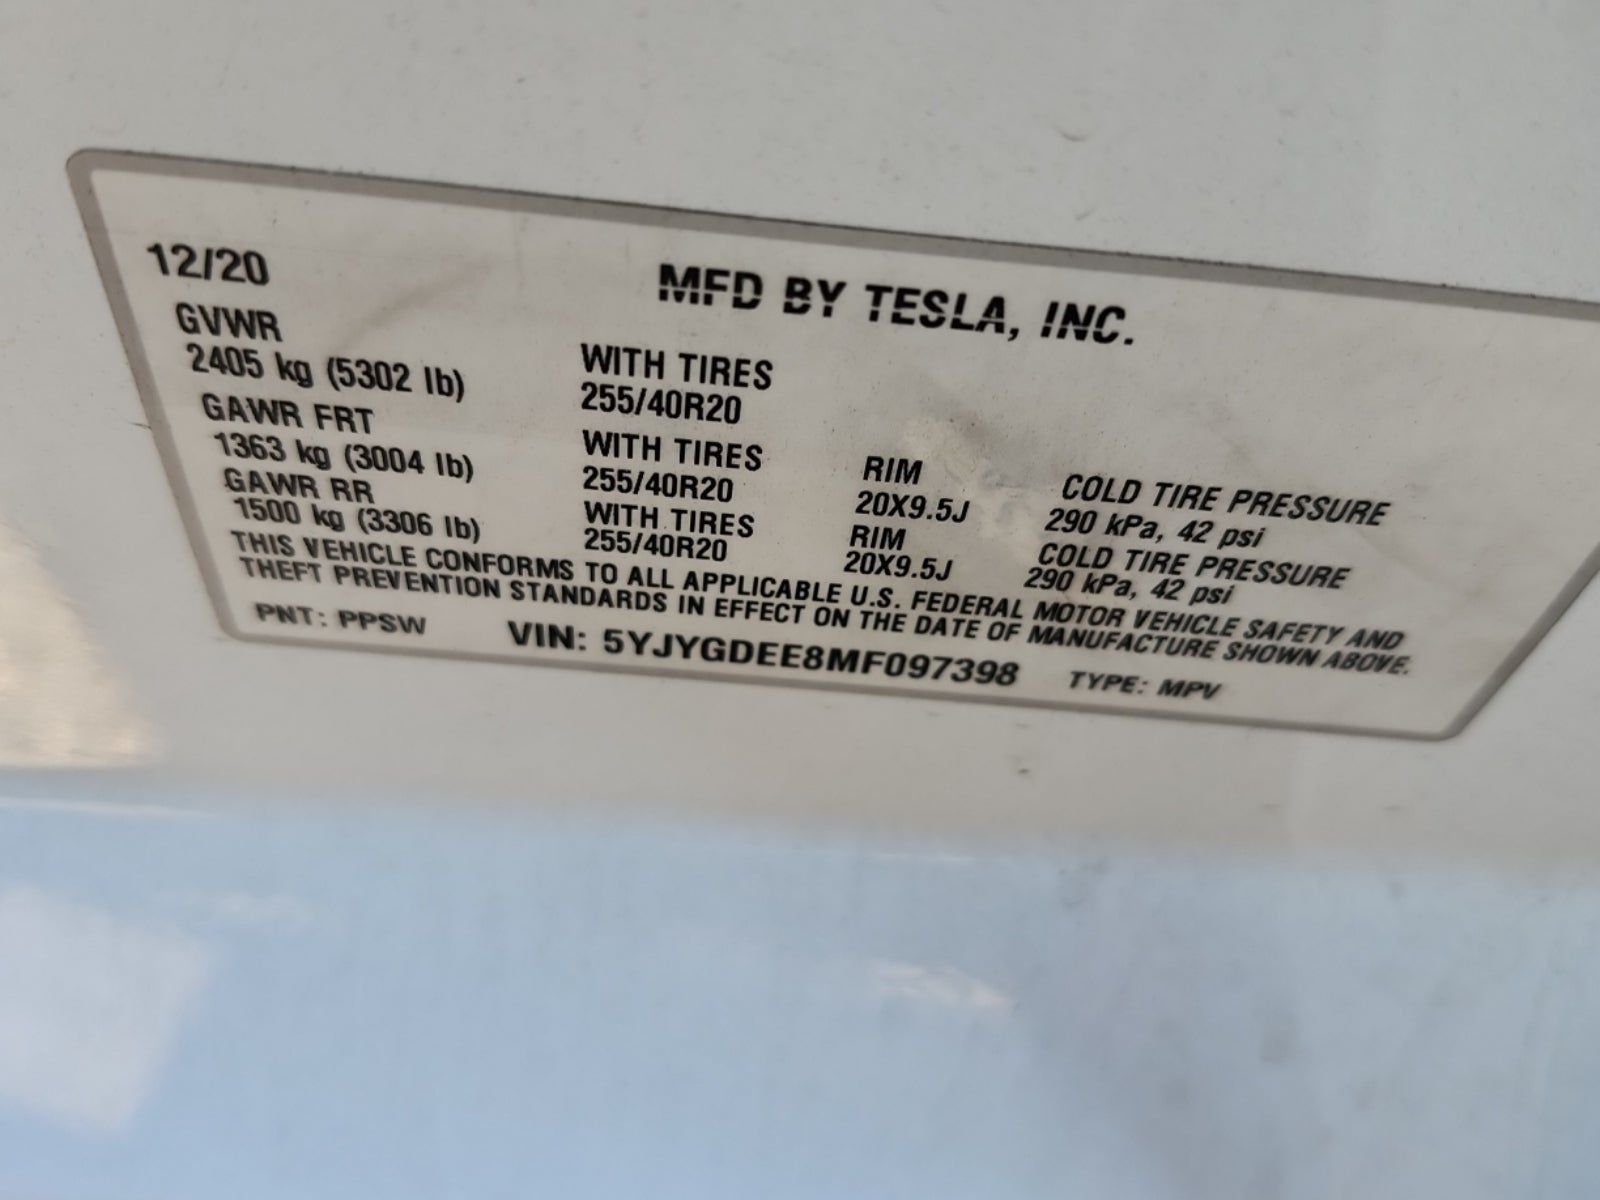 12/20
MFD BY TESLA, INC.
GVWR
2405 kg (5302 lb)
WITH TIRES
255/40R20
GAWR FRT
1363 kg (3004 lb)
WITH TIRES
255/40R20
RIM
20X9.5J
COLD TIRE PRESSURE
290 kPa, 42 psi
GAWR RR
1500 kg (3306 lb)
WITH TIRES
255/40R20
RIM
20X9.5J
COLD TIRE PRESSURE
290 kPa, 42 psi
THIS VEHICLE CONFORMS TO ALL APPLICABLE U.S. FEDERAL MOTOR VEHICLE SAFETY AND
THEFT PREVENTION STANDARDS IN EFFECT ON THE DATE OF MANUFACTURE SHOWN ABOVE.
PNT: PPSW VIN: 5YJYGDEE8MF097398 TYPE: MPV